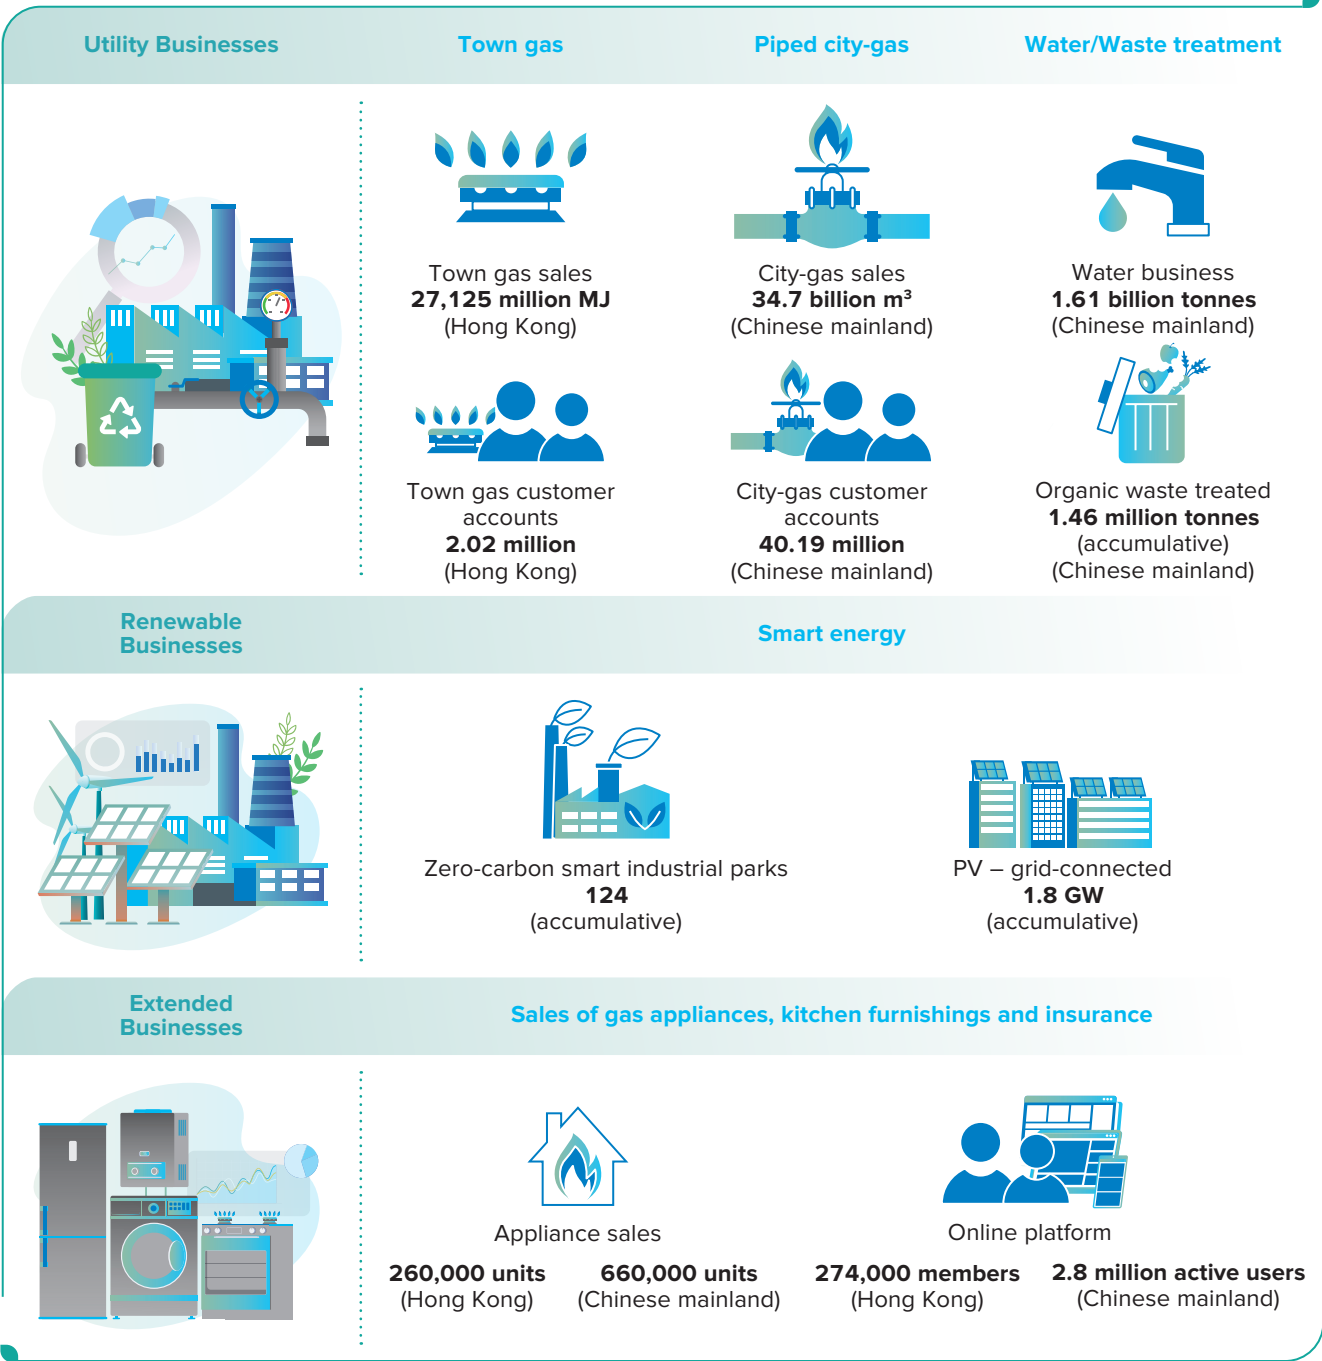 Utility Businesses
Town gas
Piped city-gas
Water/Waste treatment
Town gas sales
27,125 million MJ
(Hong Kong)
City-gas sales
34.7 billion m³
(Chinese mainland)
Water business
1.61 billion tonnes
(Chinese mainland)
Town gas customer
accounts
2.02 million
(Hong Kong)
City-gas customer
accounts
40.19 million
(Chinese mainland)
Organic waste treated
1.46 million tonnes
(accumulative)
(Chinese mainland)
Renewable
Businesses
Smart energy
Zero-carbon smart industrial parks
124
(accumulative)
PV – grid-connected
1.8 GW
(accumulative)
Extended
Businesses
Sales of gas appliances, kitchen furnishings and insurance
Appliance sales
260,000 units
(Hong Kong)
660,000 units
(Chinese mainland)
Online platform
274,000 members
(Hong Kong)
2.8 million active users
(Chinese mainland)